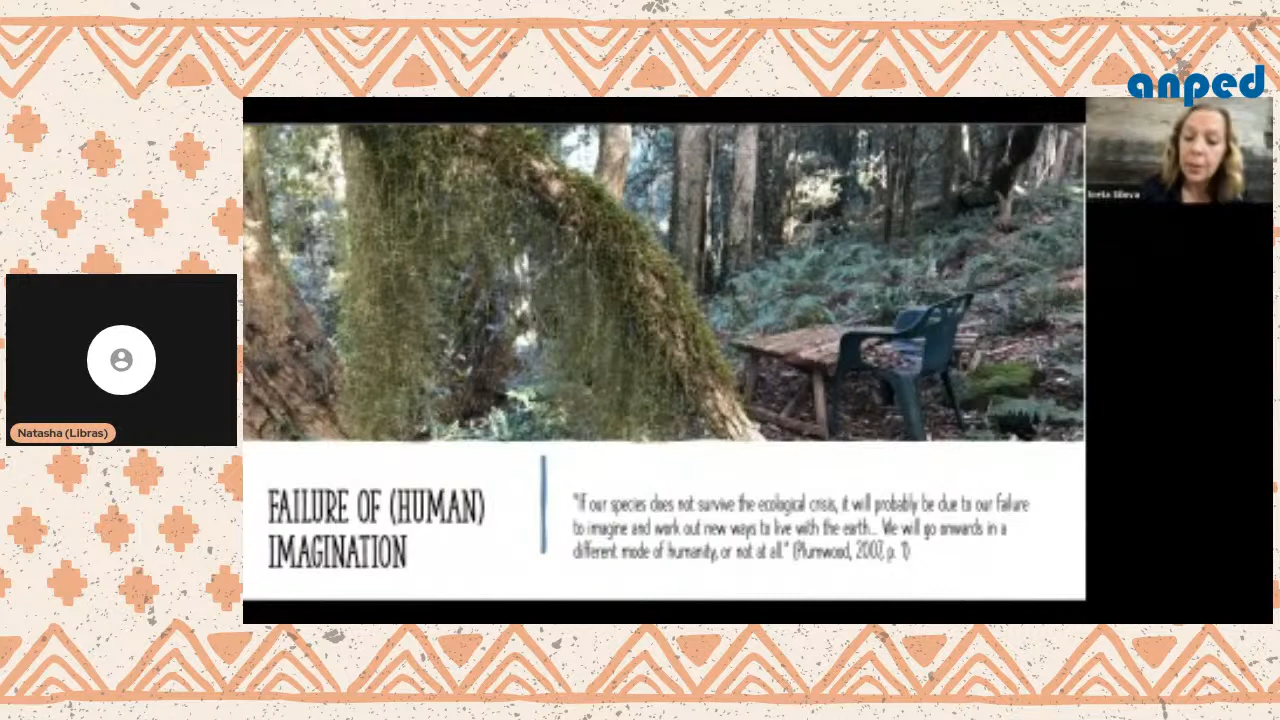 anped
Iveta Silova
Natasha (Libras)
FAILURE OF (HUMAN)
IMAGINATION
"If our species does not survive the ecological crisis, it will probably be due to our failure
to imagine and work out new ways to live with the earth... We will go onwards in a
different mode of humanity, or not at all." (Plumwood, 2007, p. 1)